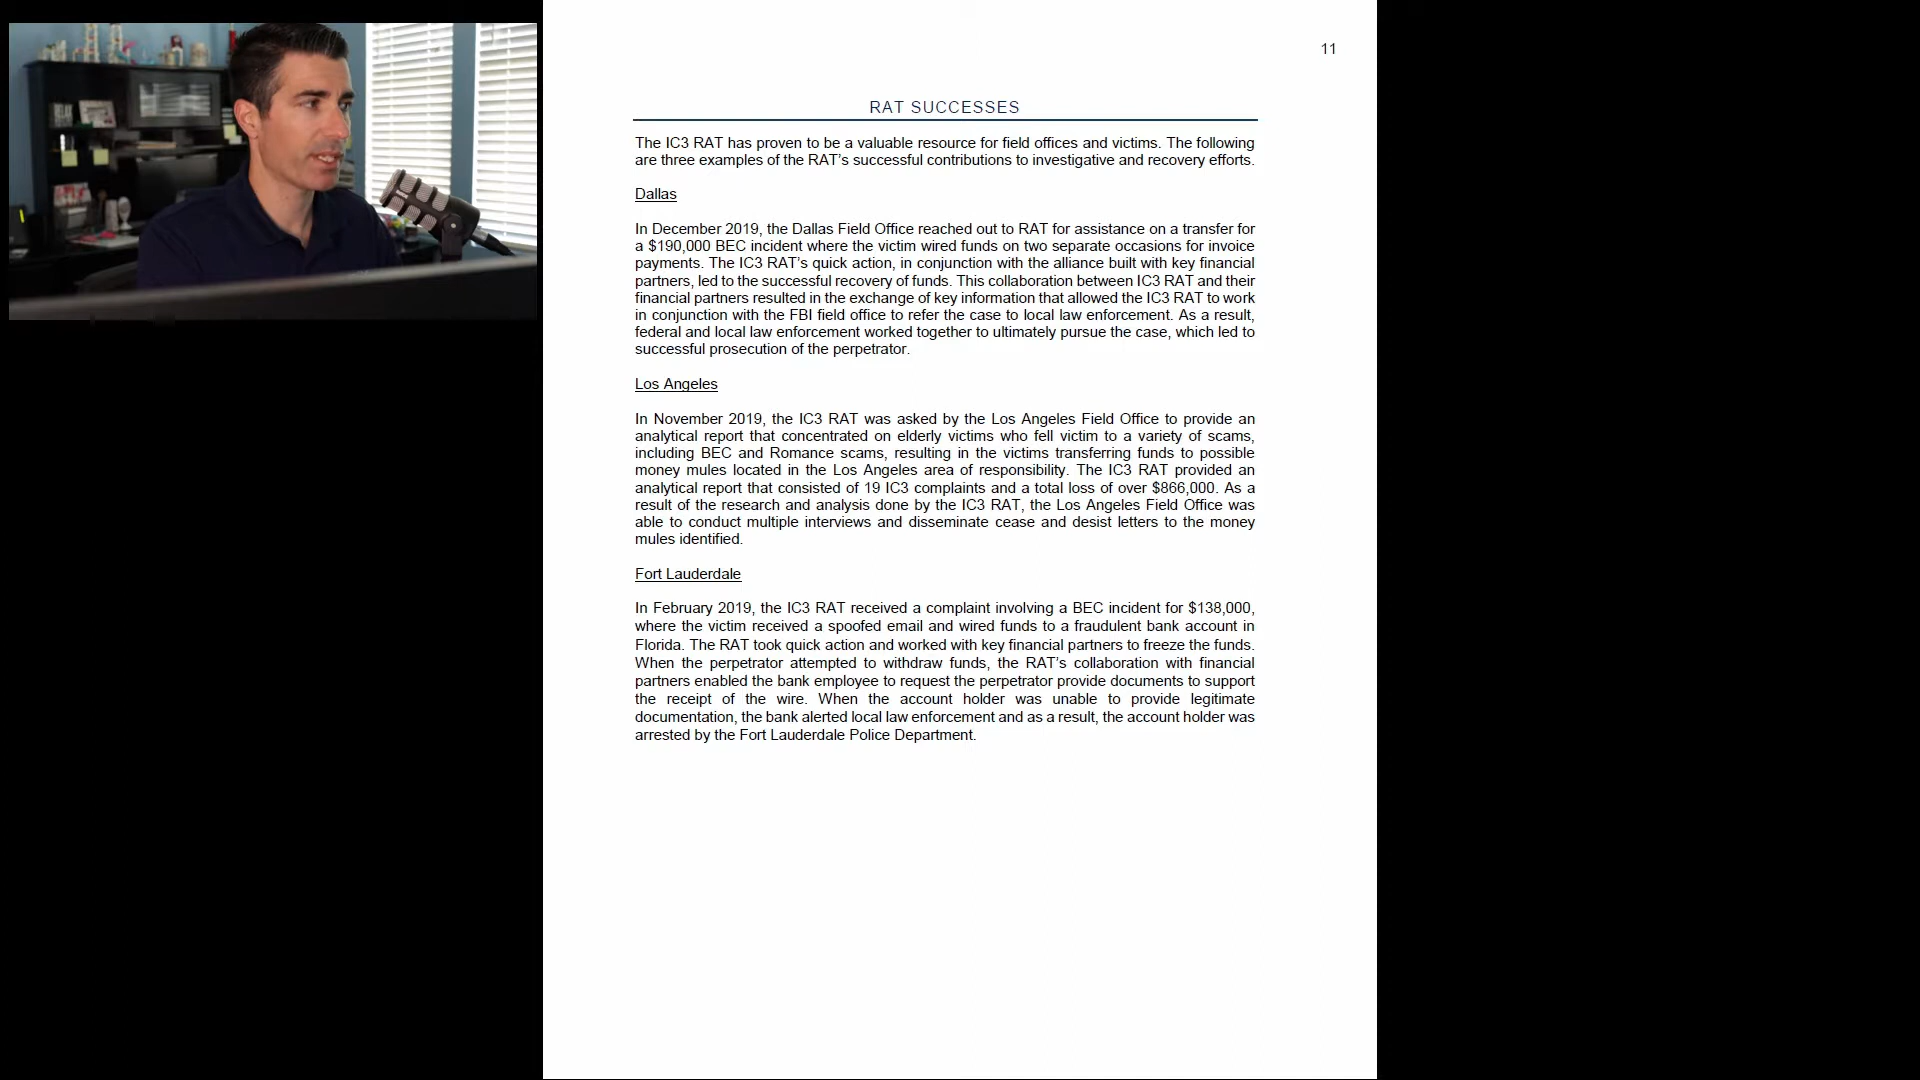 11
RAT SUCCESSES
The IC3 RAT has proven to be a valuable resource for field offices and victims. The following
are three examples of the RAT’s successful contributions to investigative and recovery efforts.
Dallas
In December 2019, the Dallas Field Office reached out to RAT for assistance on a transfer for
a $190,000 BEC incident where the victim wired funds on two separate occasions for invoice
payments. The IC3 RAT’s quick action, in conjunction with the alliance built with key financial
partners, led to the successful recovery of funds. This collaboration between IC3 RAT and their
financial partners resulted in the exchange of key information that allowed the IC3 RAT to work
in conjunction with the FBI field office to refer the case to local law enforcement. As a result,
federal and local law enforcement worked together to ultimately pursue the case, which led to
successful prosecution of the perpetrator.
Los Angeles
In November 2019, the IC3 RAT was asked by the Los Angeles Field Office to provide an
analytical report that concentrated on elderly victims who fell victim to a variety of scams,
including BEC and Romance scams, resulting in the victims transferring funds to possible
money mules located in the Los Angeles area of responsibility. The IC3 RAT provided an
analytical report that consisted of 19 IC3 complaints and a total loss of over $866,000. As a
result of the research and analysis done by the IC3 RAT, the Los Angeles Field Office was
able to conduct multiple interviews and disseminate cease and desist letters to the money
mules identified.
Fort Lauderdale
In February 2019, the IC3 RAT received a complaint involving a BEC incident for $138,000,
where the victim received a spoofed email and wired funds to a fraudulent bank account in
Florida. The RAT took quick action and worked with key financial partners to freeze the funds.
When the perpetrator attempted to withdraw funds, the RAT’s collaboration with financial
partners enabled the bank employee to request the perpetrator provide documents to support
the receipt of the wire. When the account holder was unable to provide legitimate
documentation, the bank alerted local law enforcement and as a result, the account holder was
arrested by the Fort Lauderdale Police Department.